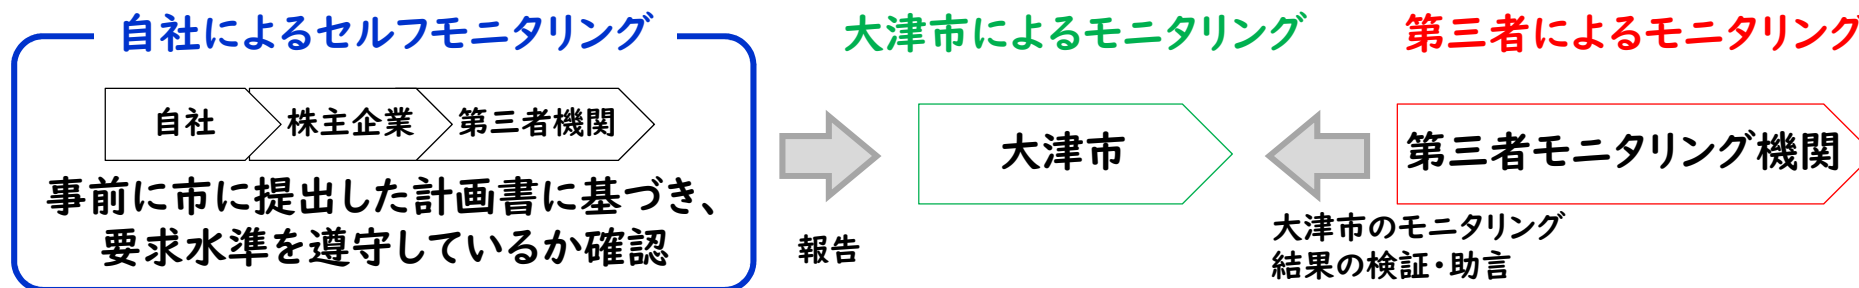 自社によるセルフモニタリング
自社
株主企業
第三者機関
事前に市に提出した計画書に基づき、
要求水準を遵守しているか確認
報告
大津市によるモニタリング
大津市
第三者によるモニタリング
第三者モニタリング機関
大津市のモニタリング
結果の検証・助言